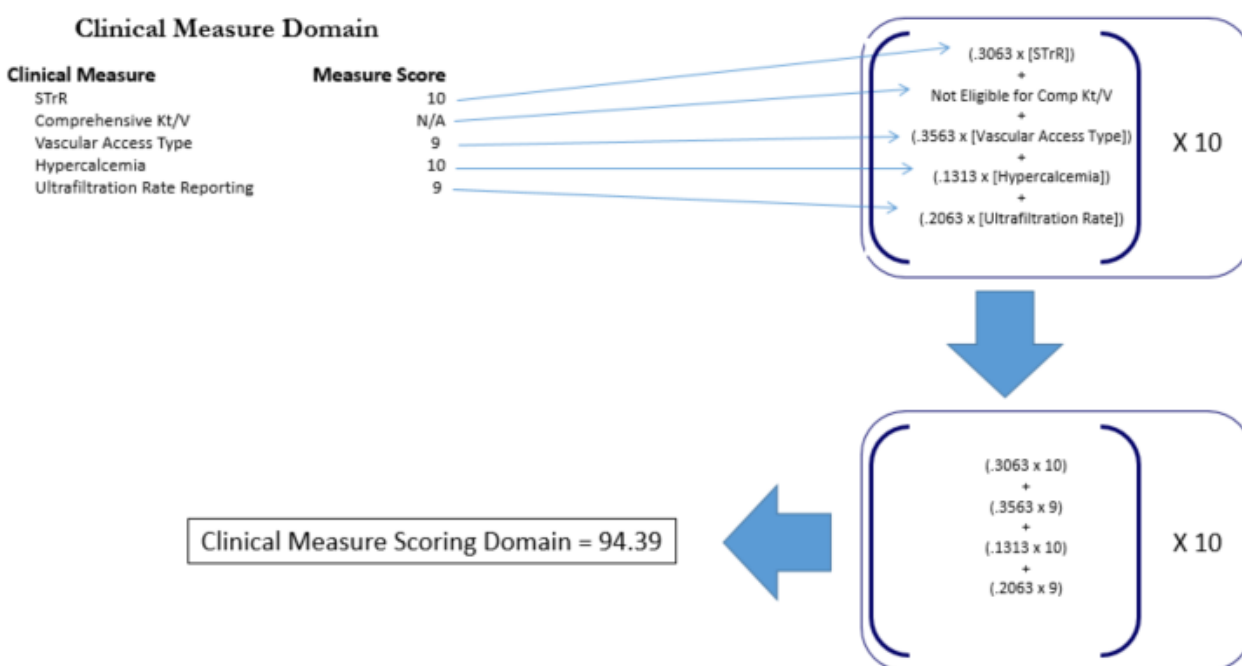 Clinical Measure Domain
Clinical Measure Measure Score
STrR 10
Comprehensive Kt/V N/A
Vascular Access Type 9
Hypercalcemia 10
Ultrafiltration Rate Reporting 9
(.3063 x [STrR])
+
Not Eligible for Comp Kt/V
+
(.3563 x [Vascular Access Type])
+
(.1313 x [Hypercalcemia])
+
(.2063 x [Ultrafiltration Rate])
X 10
(.3063 x 10)
+
(.3563 x 9)
+
(.1313 x 10)
+
(.2063 x 9)
X 10
Clinical Measure Scoring Domain = 94.39